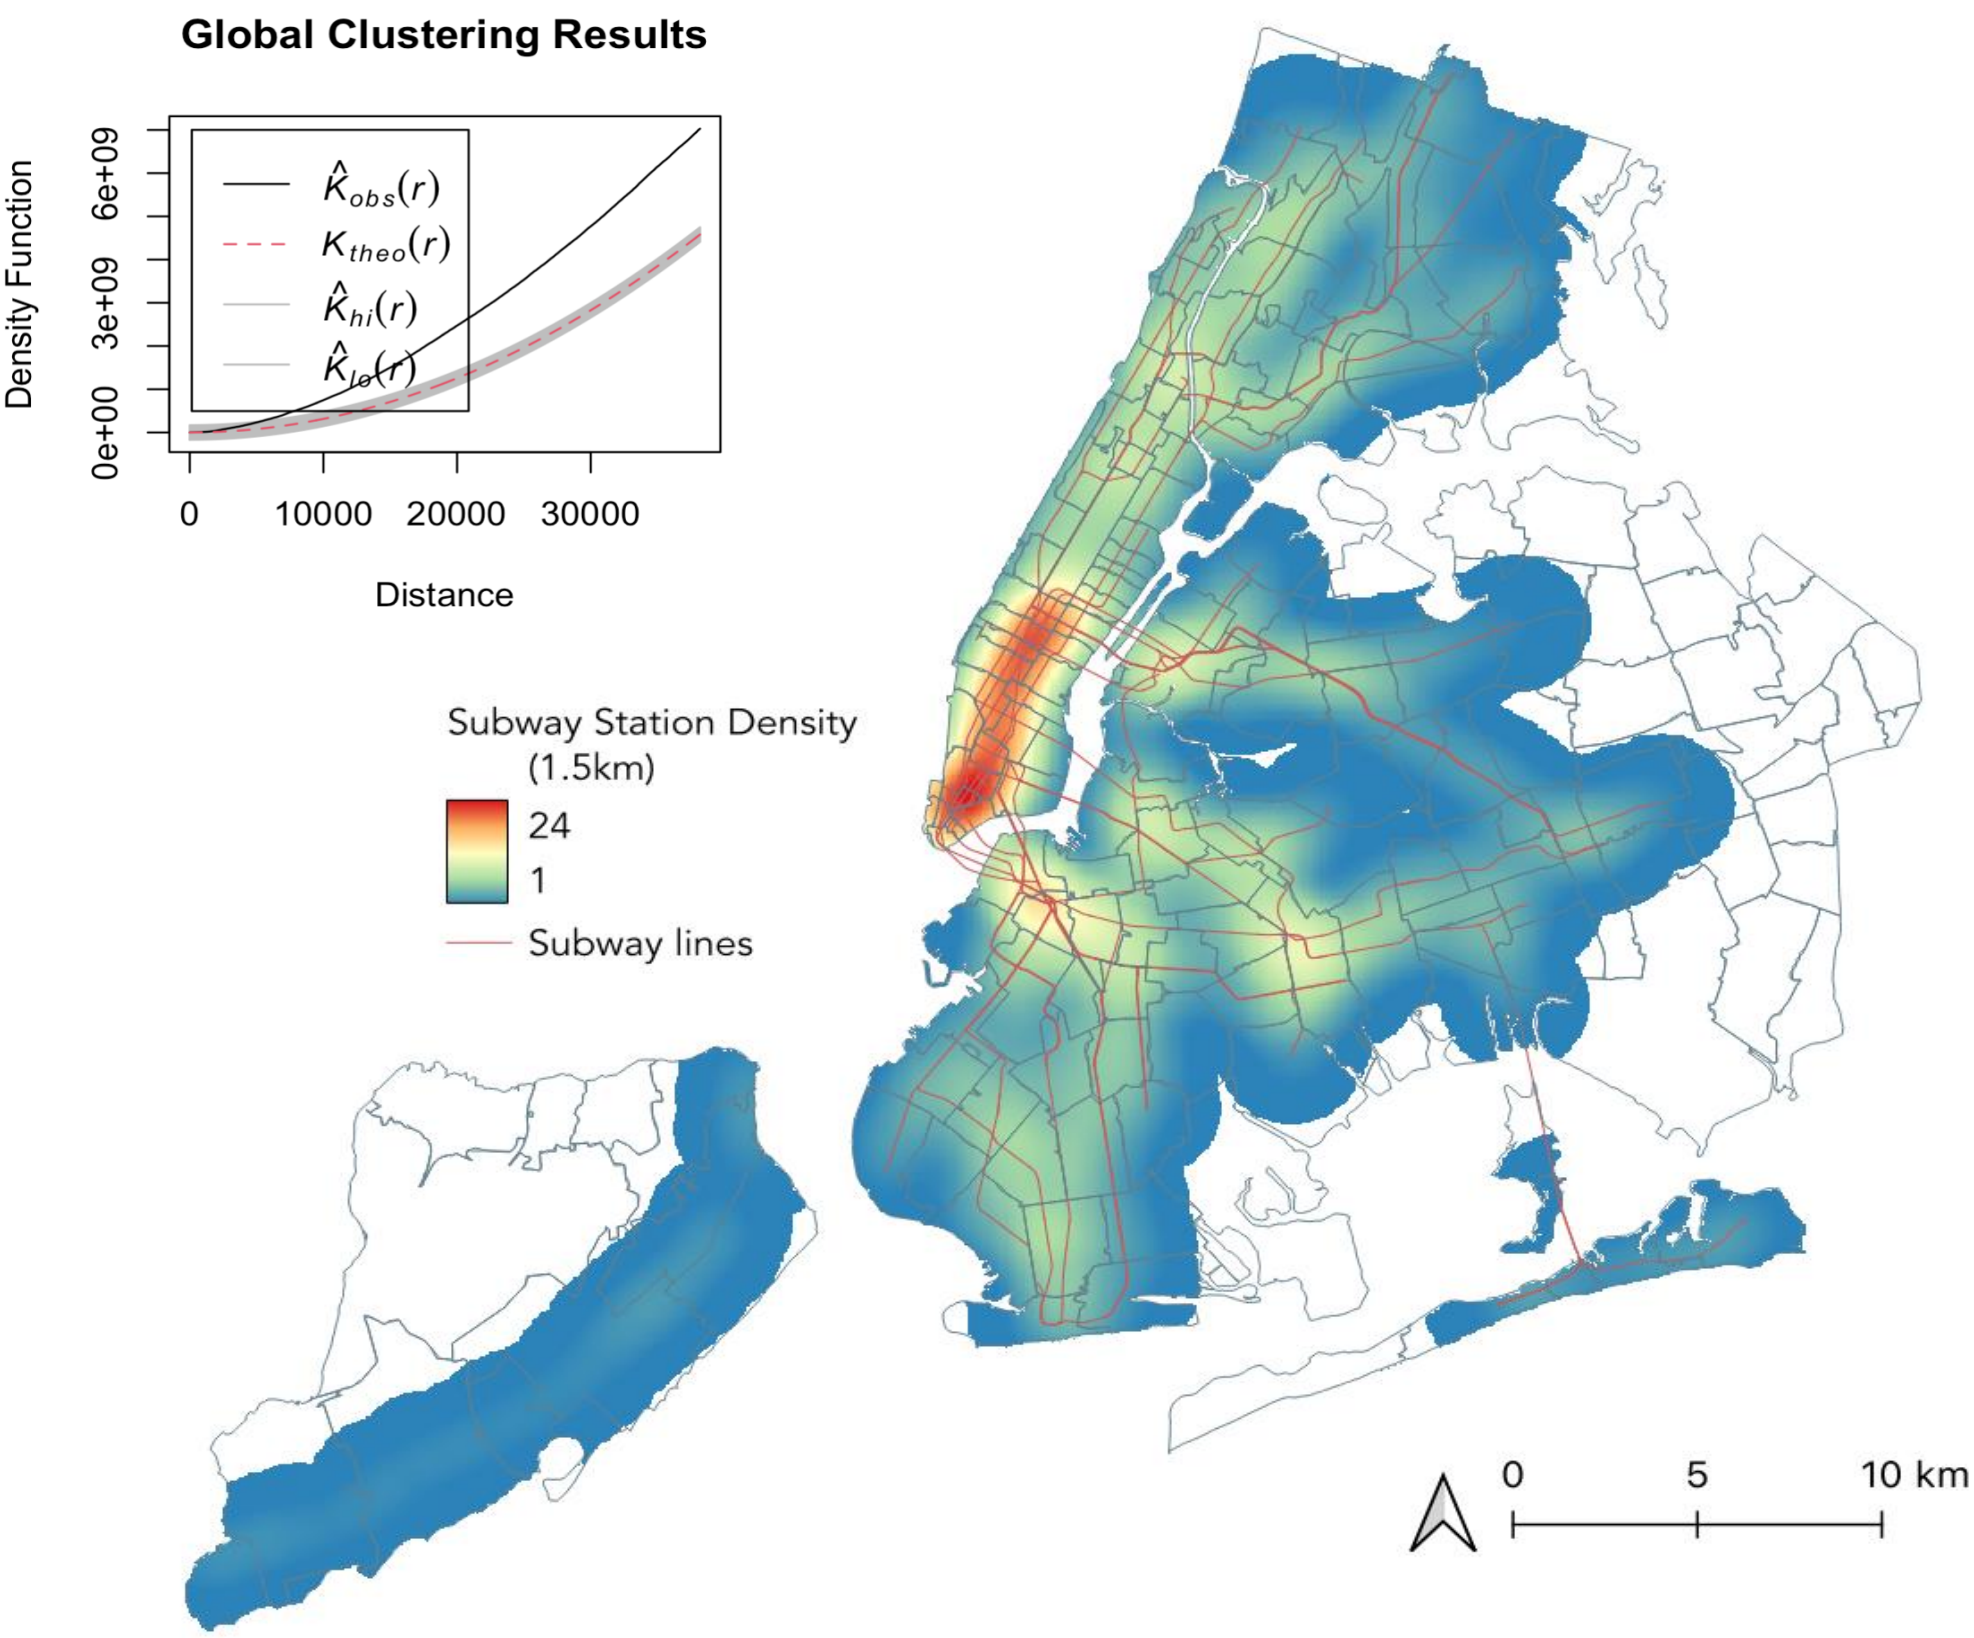 Global Clustering Results
Density Function
6e+09
3e+09
0e+00
K̂obs(r)
Ktheo(r)
K̂hi(r)
K̂lo(r)
0 10000 20000 30000
Distance
Subway Station Density
(1.5km)
24
1
Subway lines
0 5 10 km